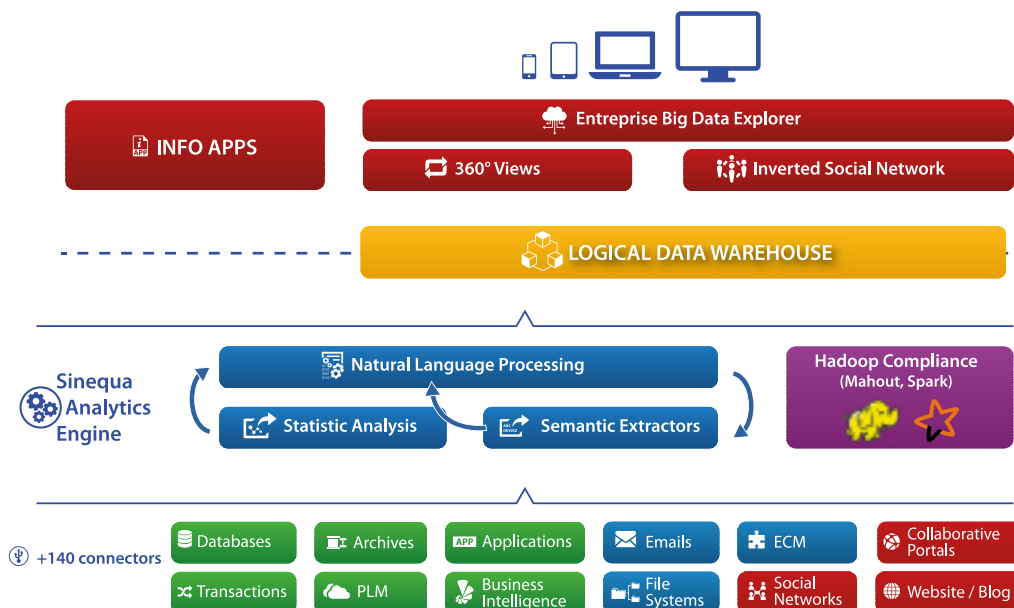 Entreprise Big Data Explorer
INFO APPS
360° Views
Inverted Social Network
LOGICAL DATA WAREHOUSE
Sinequa
Analytics
Engine
Natural Language Processing
Statistic Analysis
Semantic Extractors
Hadoop Compliance
(Mahout, Spark)
+140 connectors
Databases
Archives
APP Applications
Emails
ECM
Collaborative
Portals
Transactions
PLM
Business
Intelligence
File
Systems
Social
Networks
Website / Blog